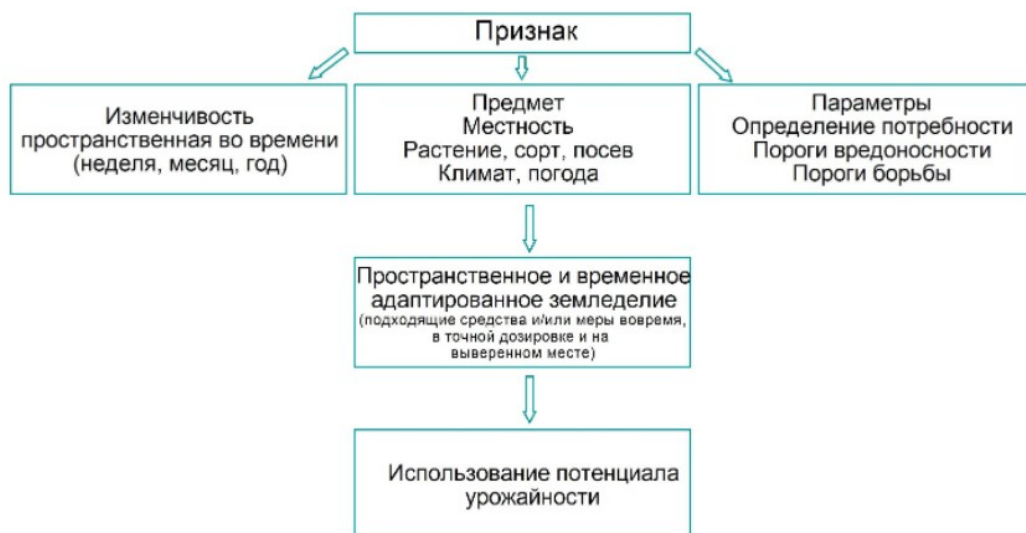 Признак
Изменчивость
пространственная во времени
(неделя, месяц, год)
Предмет
Местность
Растение, сорт, посев
Климат, погода
Параметры
Определение потребности
Пороги вредоносности
Пороги борьбы
Пространственное и временное
адаптированное земледелие
(подходящие средства и/или меры вовремя,
в точной дозировке и на
выверенном месте)
Использование потенциала
урожайности